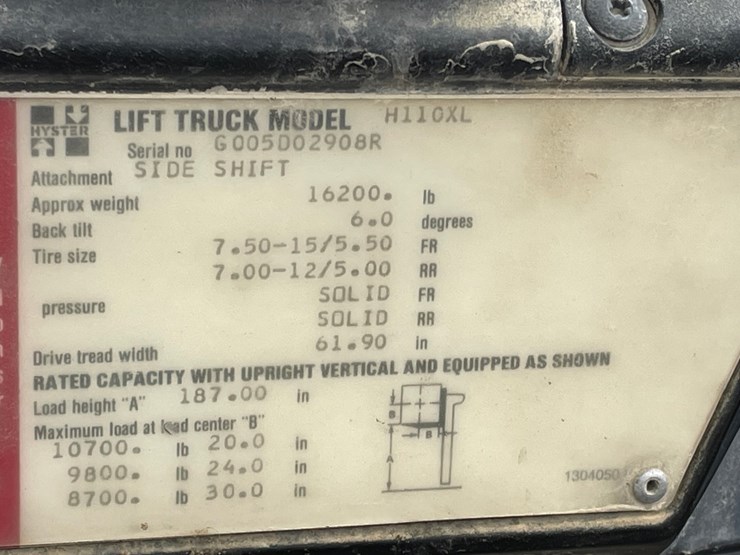 HYSTER LIFT TRUCK MODEL H110XL
Serial no G005D02908R
Attachment SIDE SHIFT
Approx weight 16200. lb
Back tilt 6.0 degrees
Tire size 7.50-15/5.50 FR
7.00-12/5.00 RR
pressure SOLID FR
SOLID RR
Drive tread width 61.90 in
RATED CAPACITY WITH UPRIGHT VERTICAL AND EQUIPPED AS SHOWN
Load height "A" 187.00 in
Maximum load at load center "B"
10700. lb 20.0 in
9800. lb 24.0 in
8700. lb 30.0 in
B
B
A
1304050